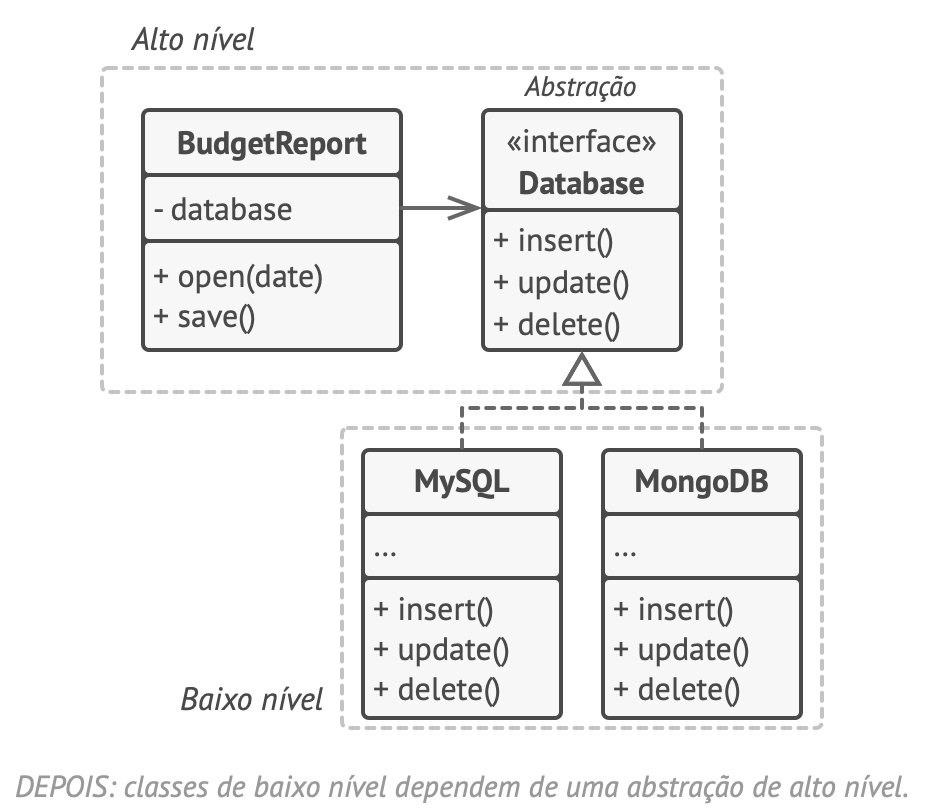 Alto nível
Abstração
BudgetReport
- database
+ open(date)
+ save()
«interface»
Database
+ insert()
+ update()
+ delete()
MySQL
...
+ insert()
+ update()
+ delete()
MongoDB
...
+ insert()
+ update()
+ delete()
Baixo nível
DEPOIS: classes de baixo nível dependem de uma abstração de alto nível.